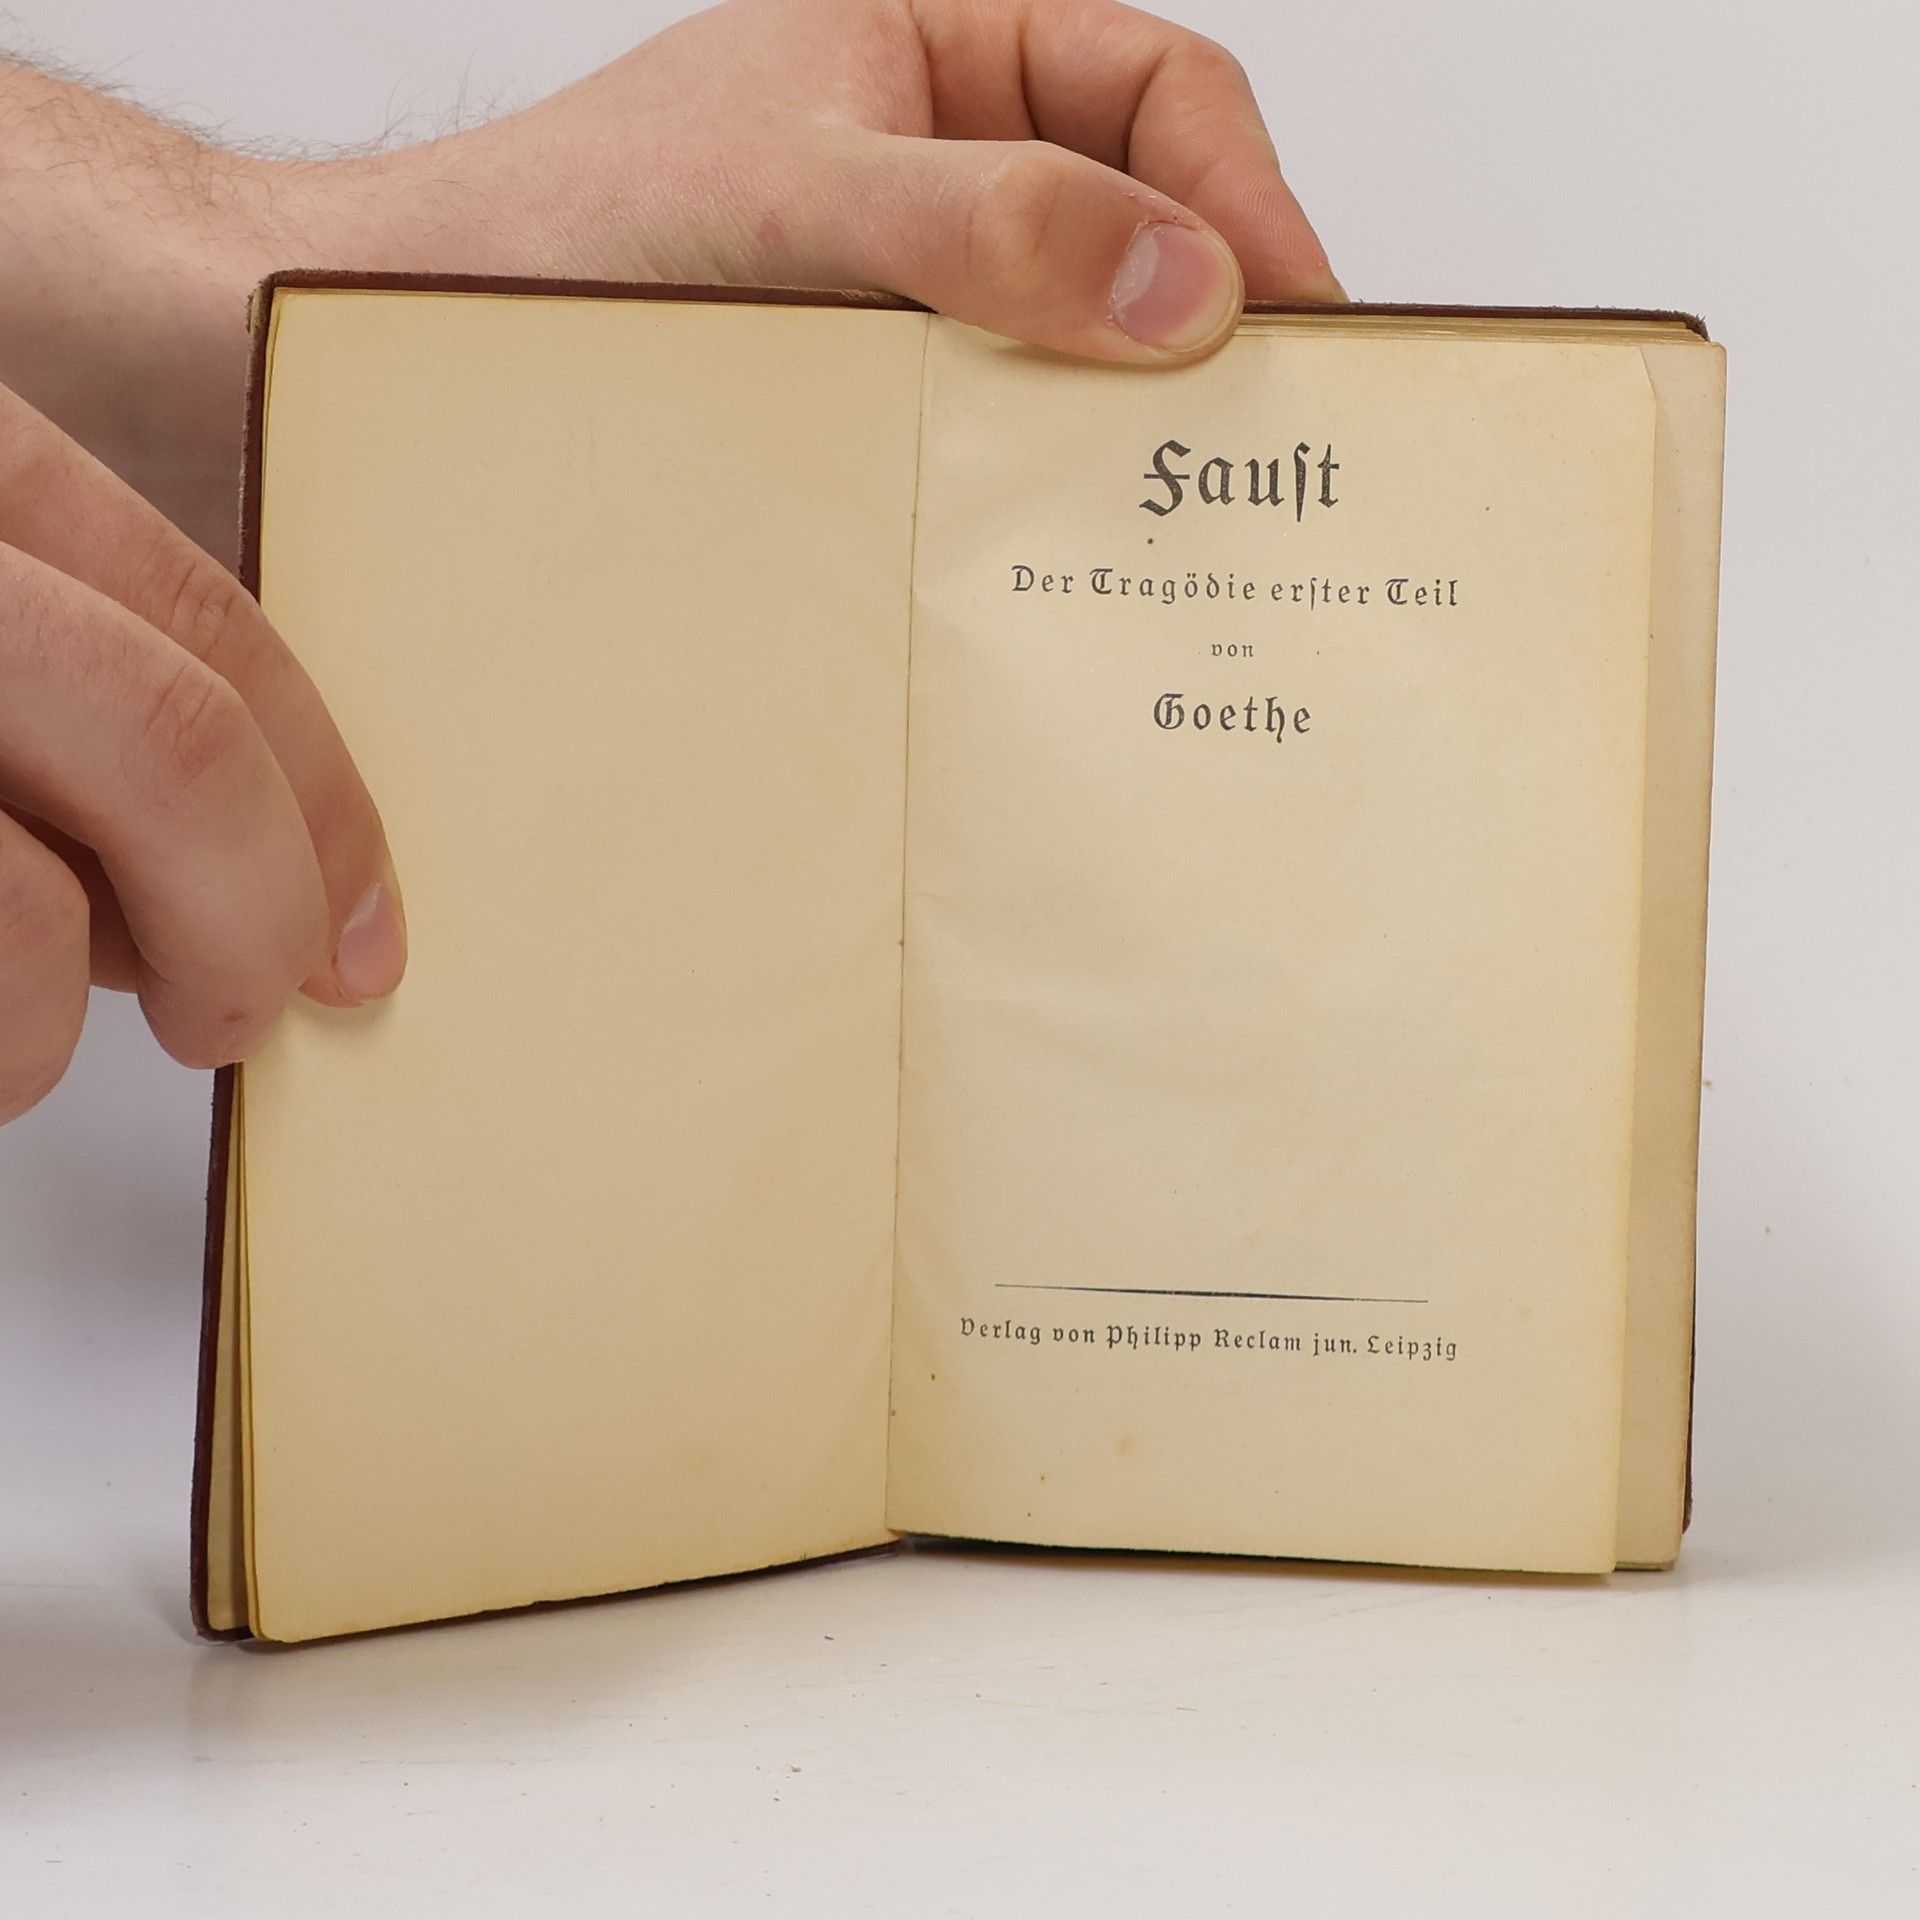 Fauſt
Der Tragödie erſter Teil
von
Goethe
Verlag von Philipp Reclam jun. Leipzig